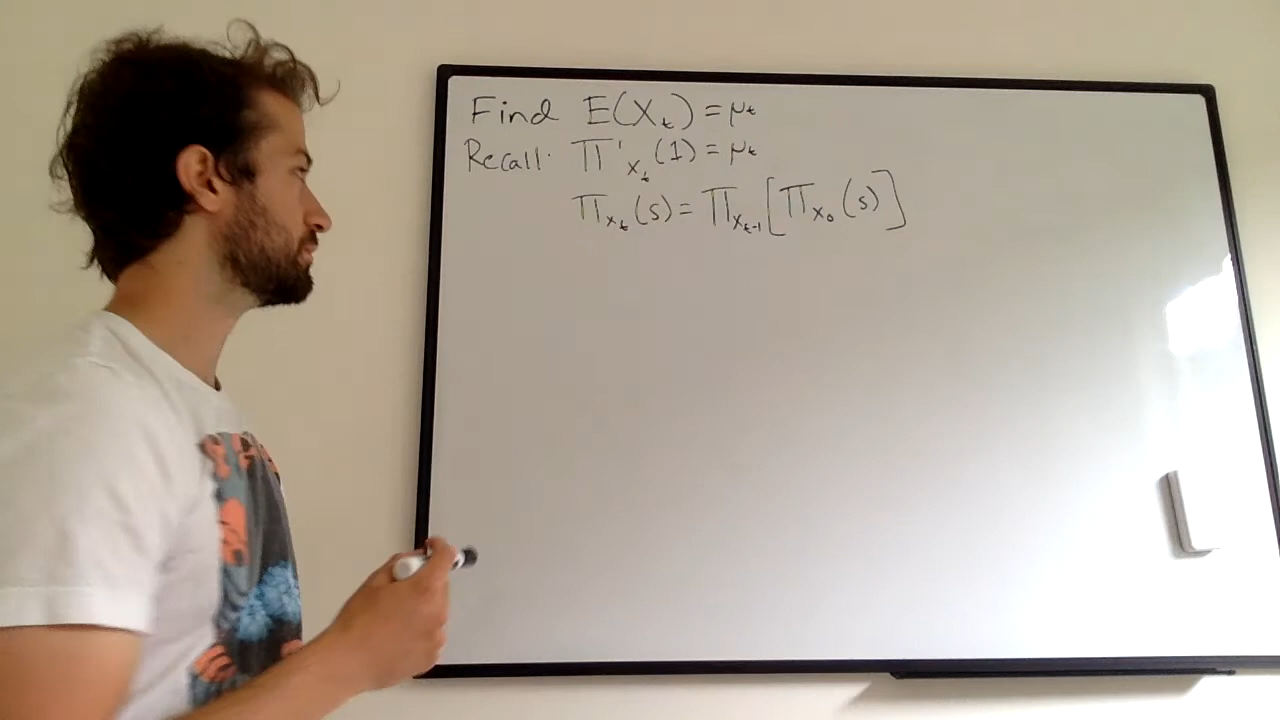 Find E(X_t) = μ_t
Recall: Π'_{X_t}(1) = μ_t
Π_{X_t}(s) = Π_{X_{t-1}}[Π_{X_0}(s)]